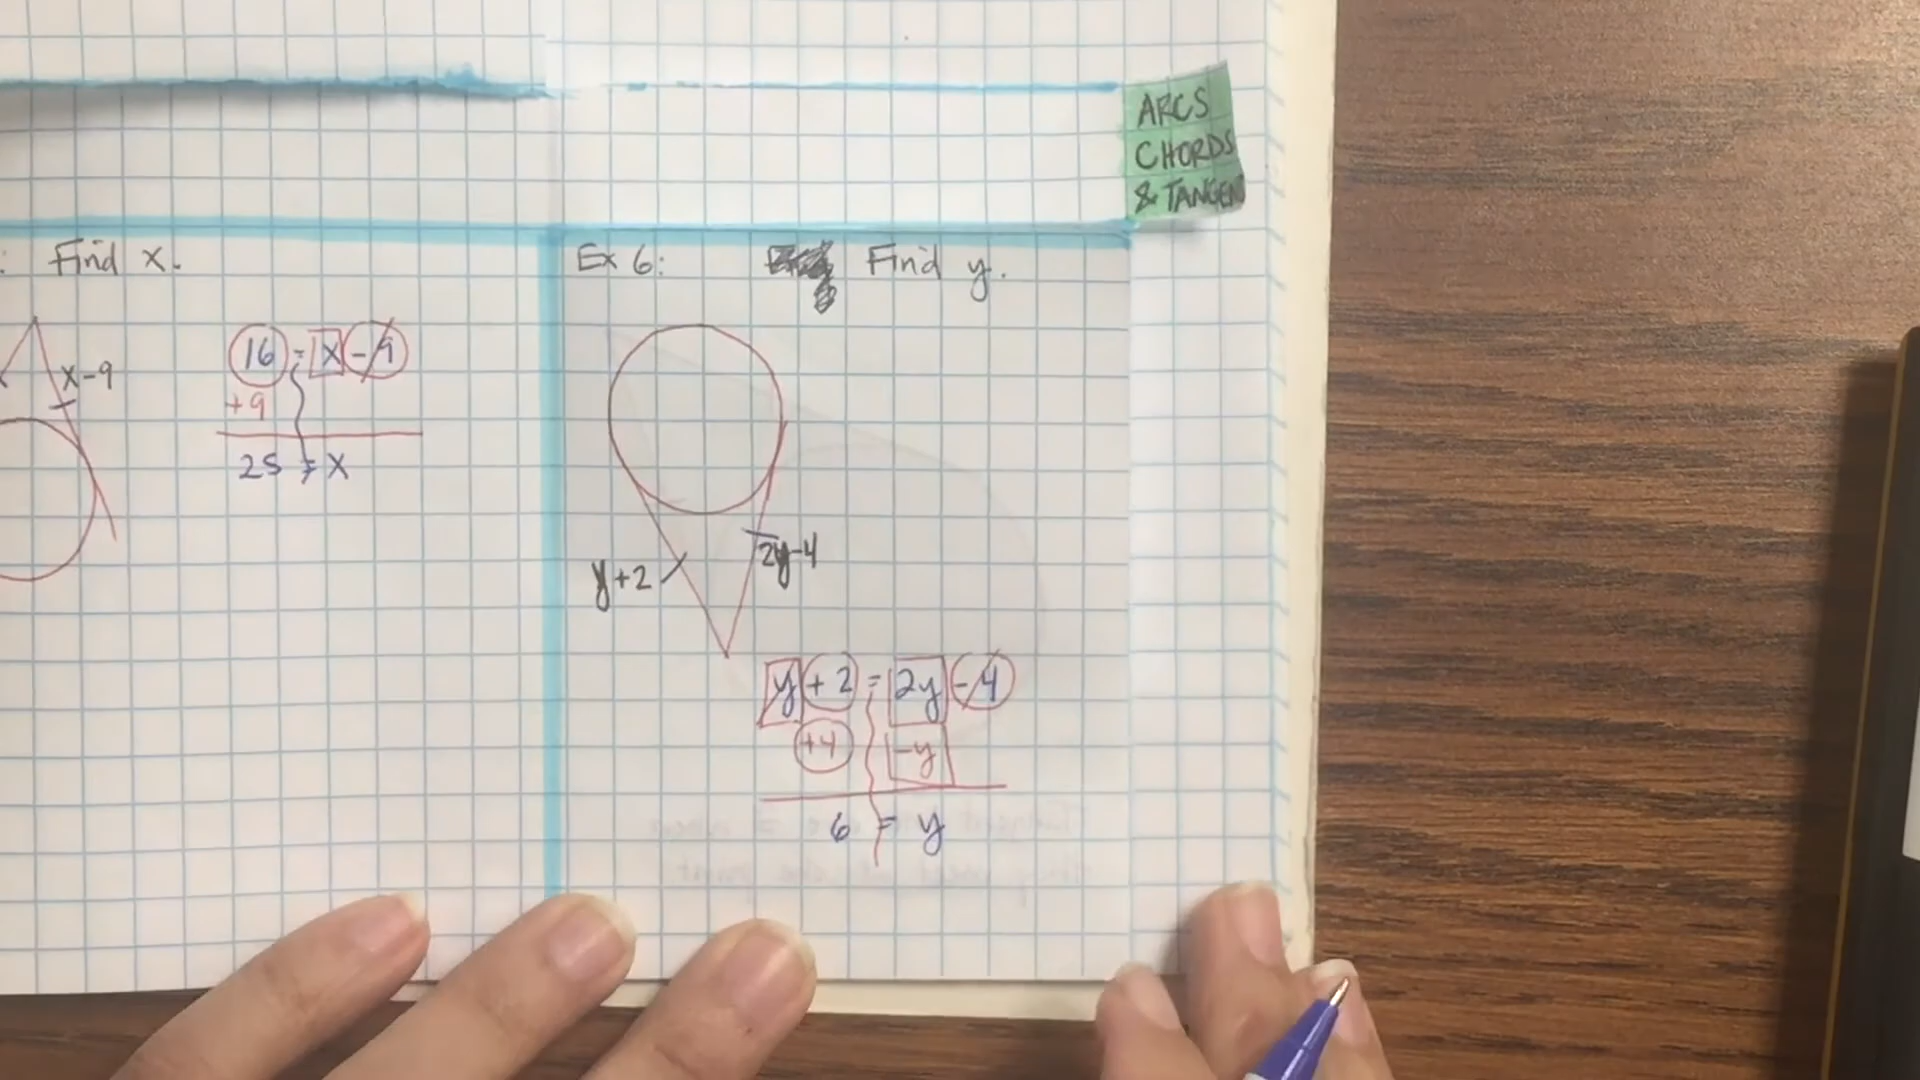 ARCS
CHORDS
& TANGEN
: Find x.
x-9
16 = x - 9
+9
25 = x
Ex 6: Find y.
y+2
2y-4
y + 2 = 2y - 4
+4 -y
6 = y